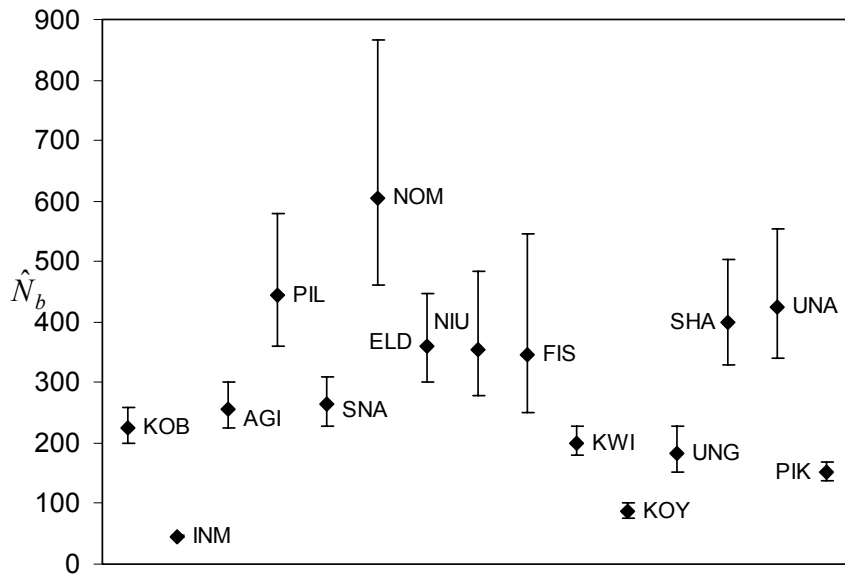 900
800
700
600
500
400
300
200
100
0
N̂_b
KOB
INM
AGI
PIL
SNA
NOM
ELD
NIU
FIS
KWI
KOY
UNG
SHA
UNA
PIK